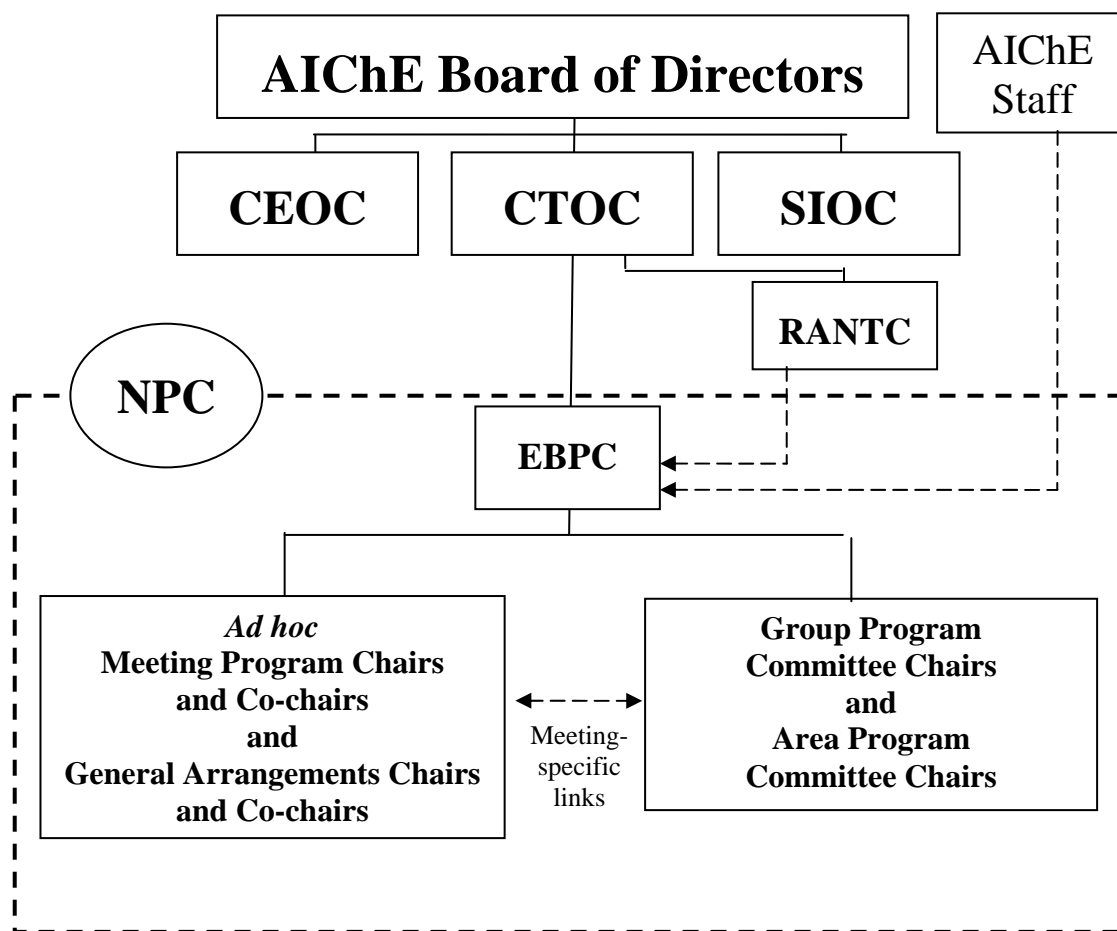 AIChE Board of Directors
AIChE
Staff
CEOC
CTOC
SIOC
RANTC
NPC
EBPC
Ad hoc
Meeting Program Chairs
and Co-chairs
and
General Arrangements Chairs
and Co-chairs
Meeting-
specific
links
Group Program
Committee Chairs
and
Area Program
Committee Chairs